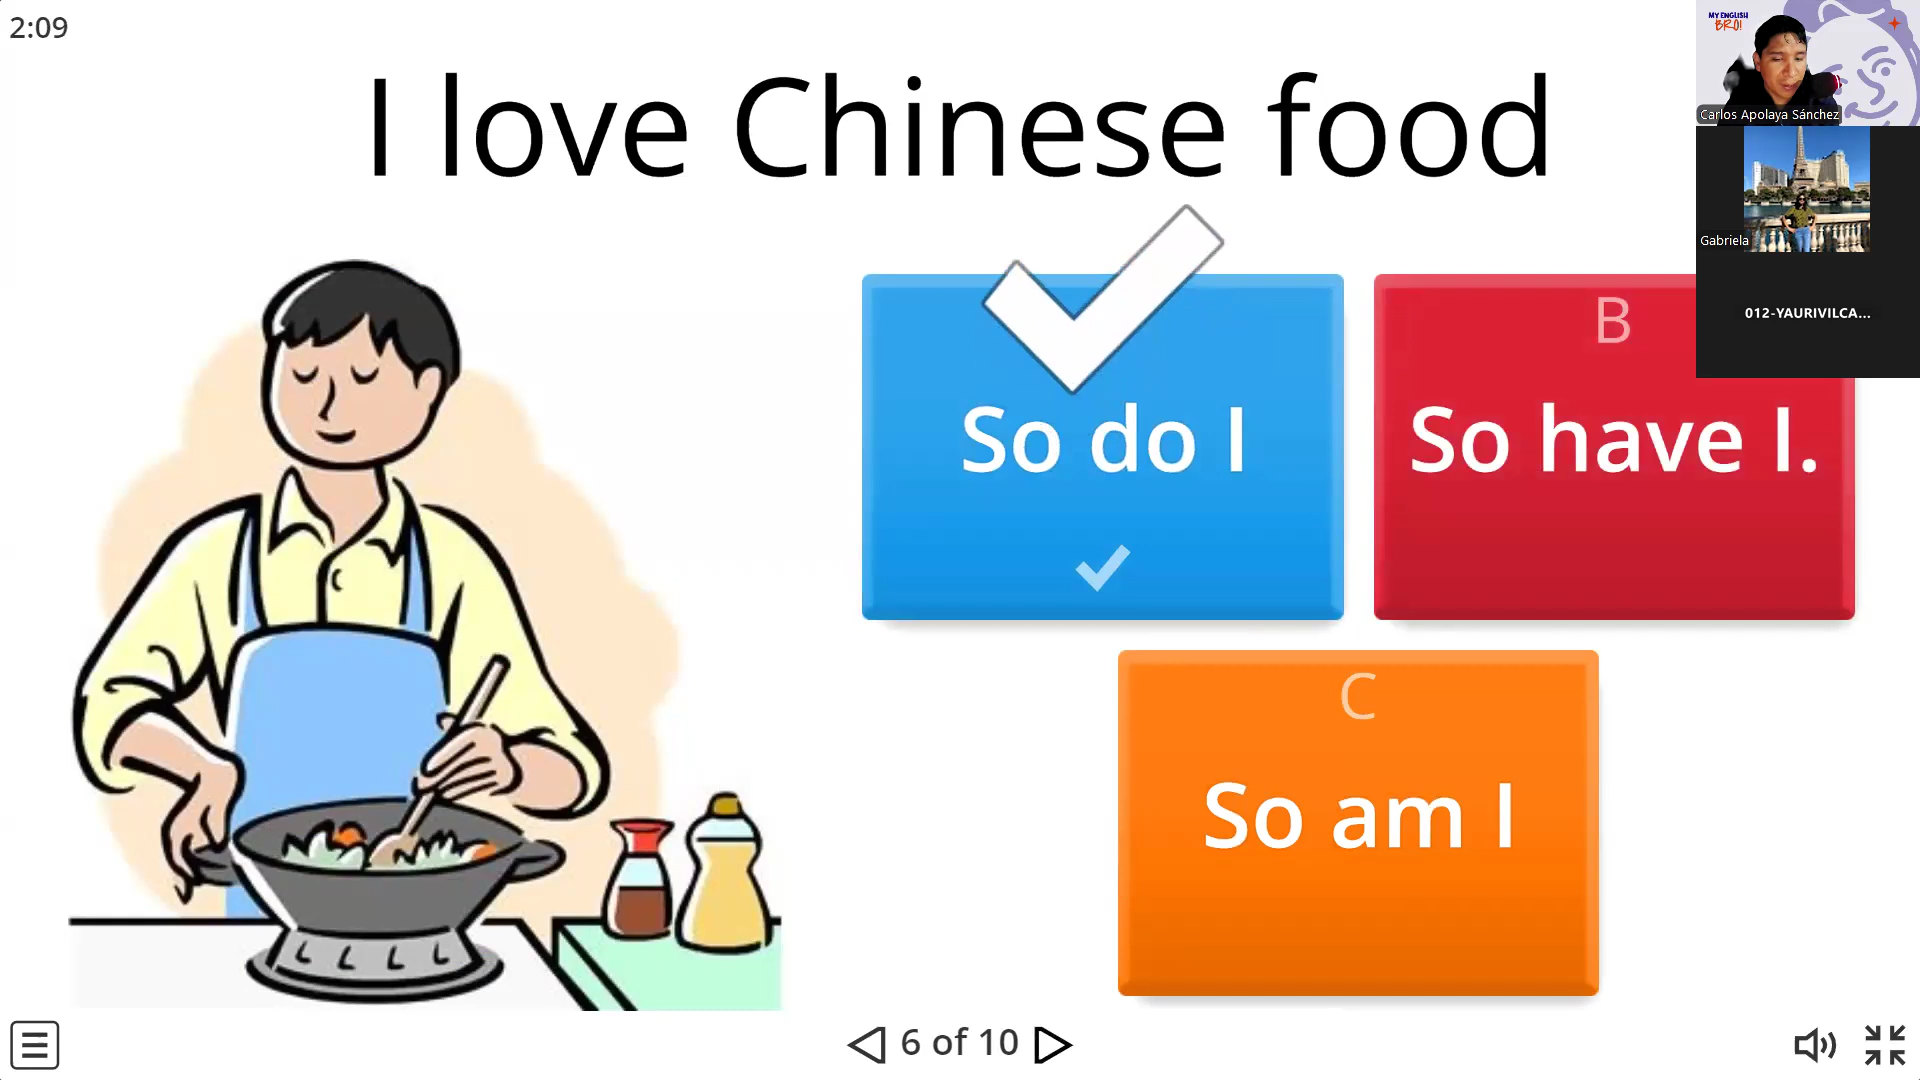 2:09
I love Chinese food
So do I
B
So have I.
C
So am I
6 of 10
MY ENGLISH
BRO!
Carlos Apolaya Sánchez
Gabriela
012-YAURIVILCA...